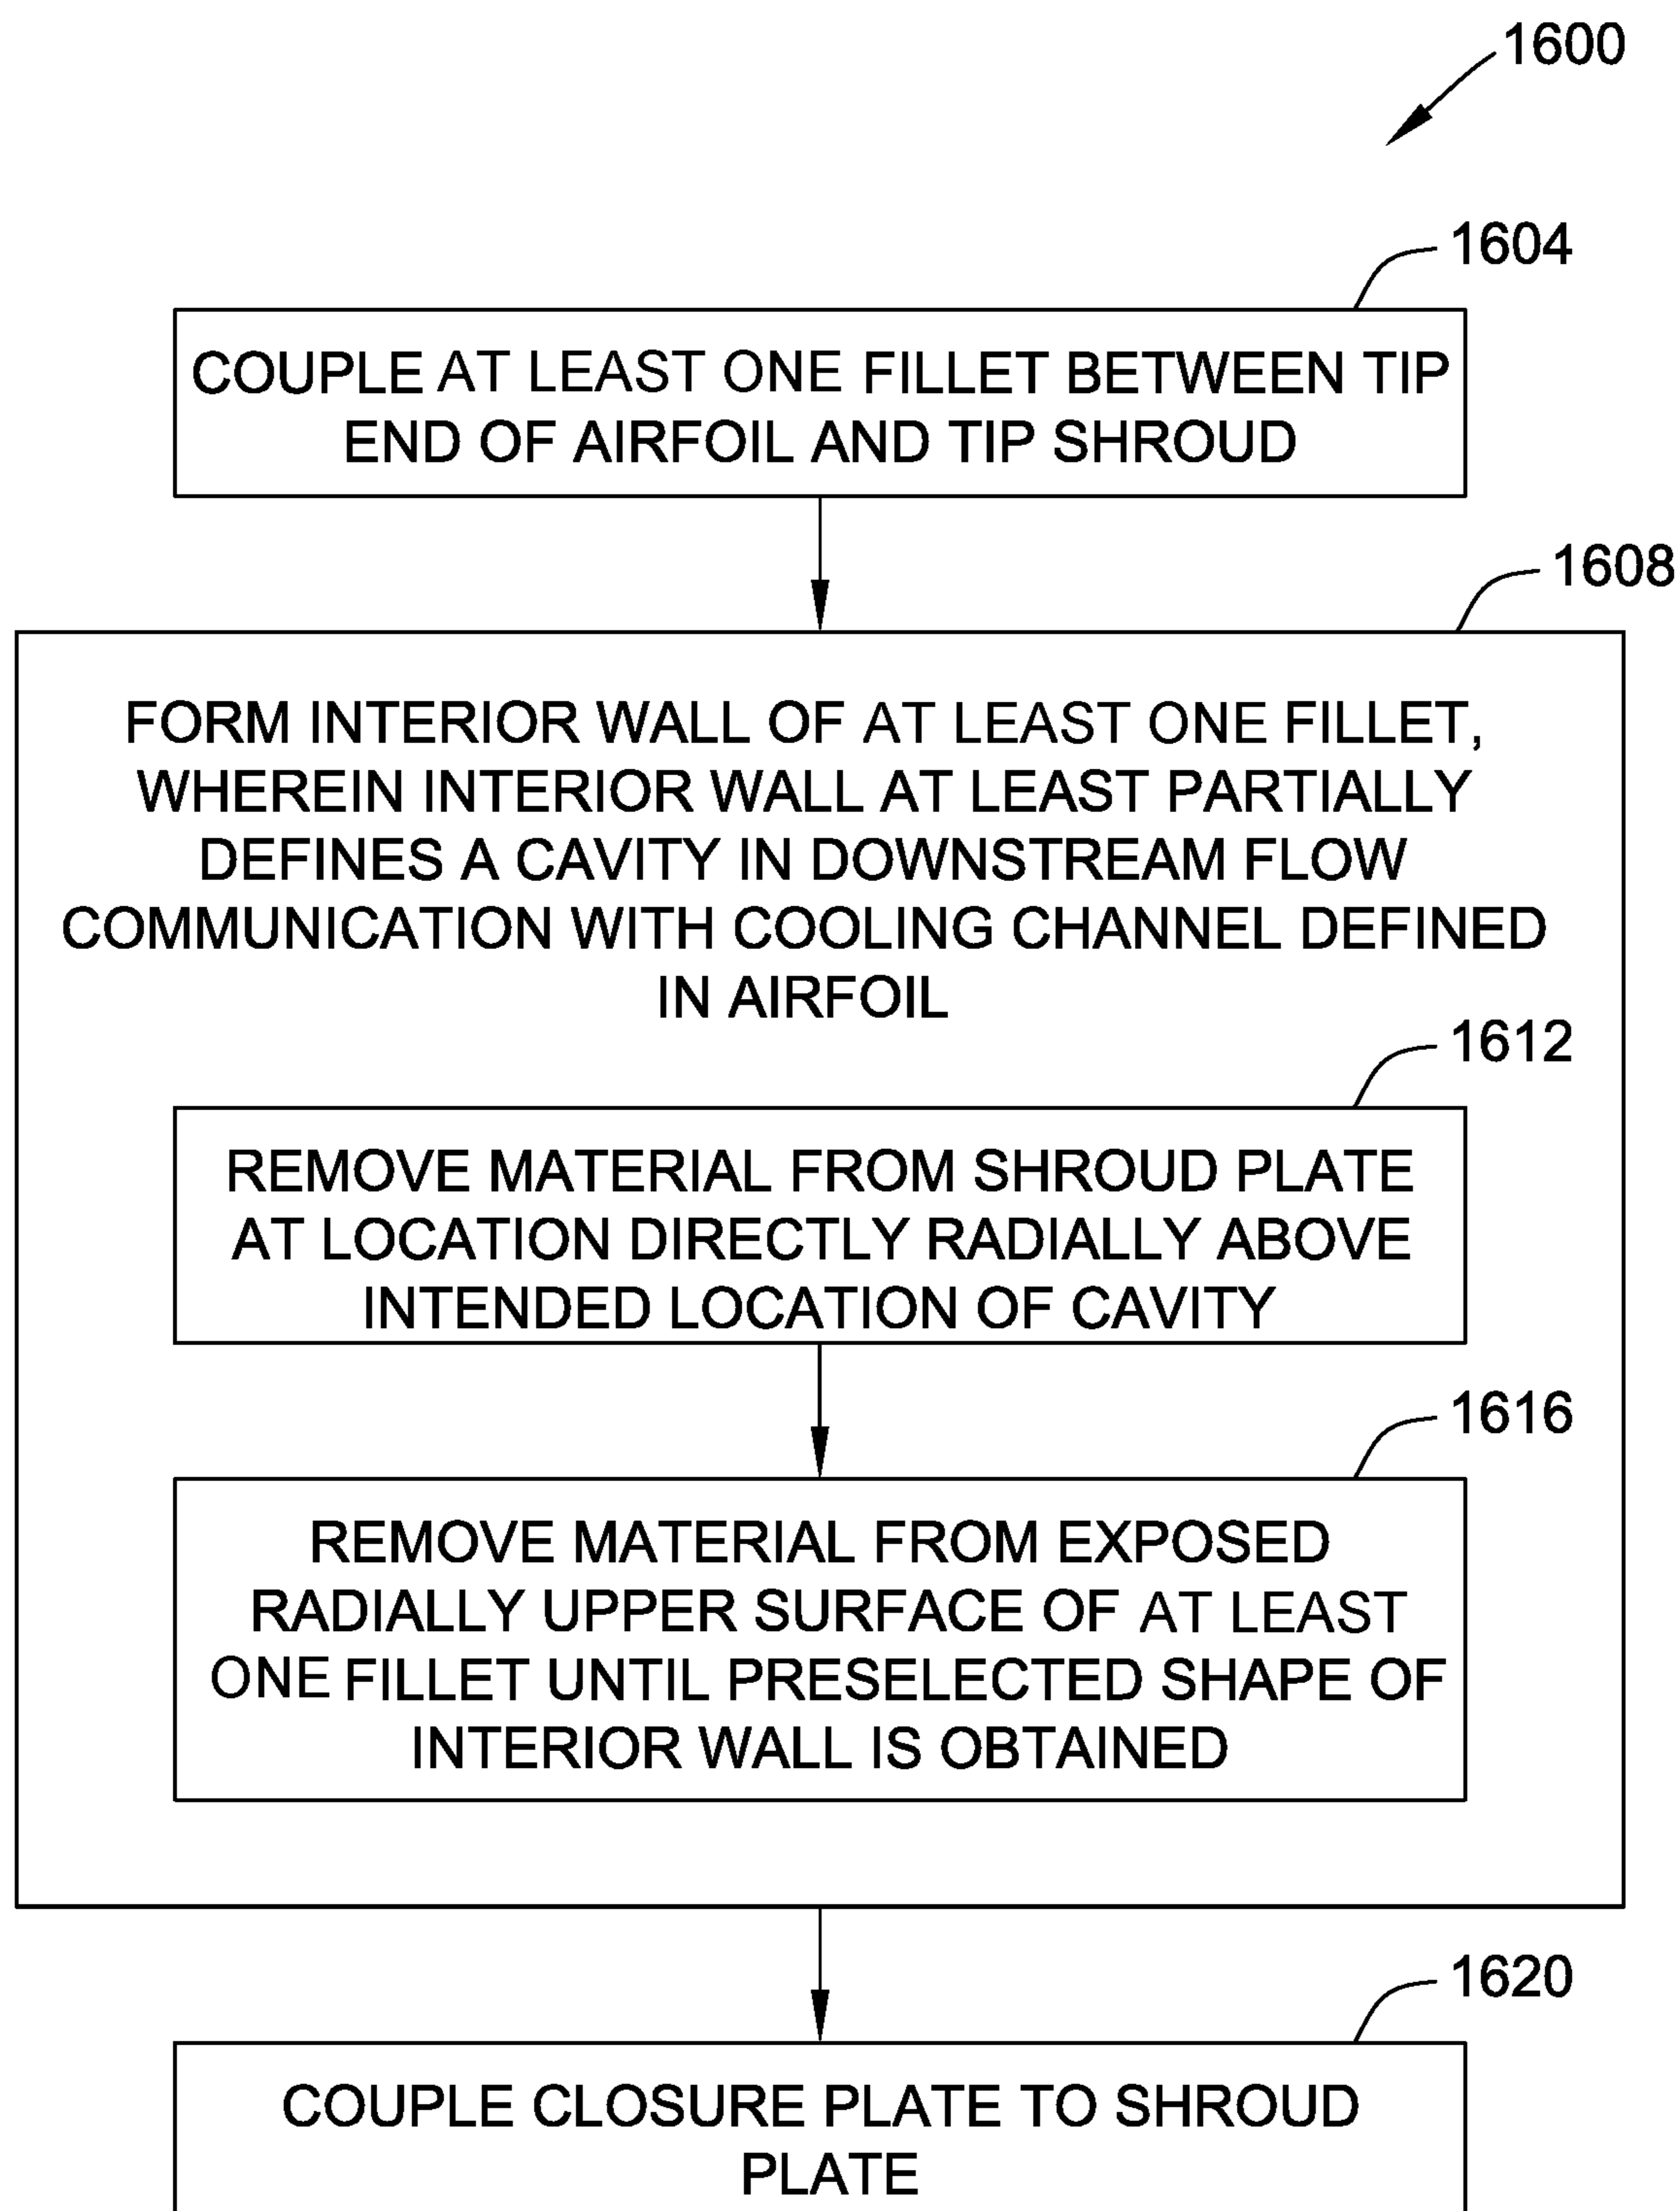 1600
1604
COUPLE AT LEAST ONE FILLET BETWEEN TIP
END OF AIRFOIL AND TIP SHROUD
1608
FORM INTERIOR WALL OF AT LEAST ONE FILLET,
WHEREIN INTERIOR WALL AT LEAST PARTIALLY
DEFINES A CAVITY IN DOWNSTREAM FLOW
COMMUNICATION WITH COOLING CHANNEL DEFINED
IN AIRFOIL
1612
REMOVE MATERIAL FROM SHROUD PLATE
AT LOCATION DIRECTLY RADIALLY ABOVE
INTENDED LOCATION OF CAVITY
1616
REMOVE MATERIAL FROM EXPOSED
RADIALLY UPPER SURFACE OF AT LEAST
ONE FILLET UNTIL PRESELECTED SHAPE OF
INTERIOR WALL IS OBTAINED
1620
COUPLE CLOSURE PLATE TO SHROUD
PLATE